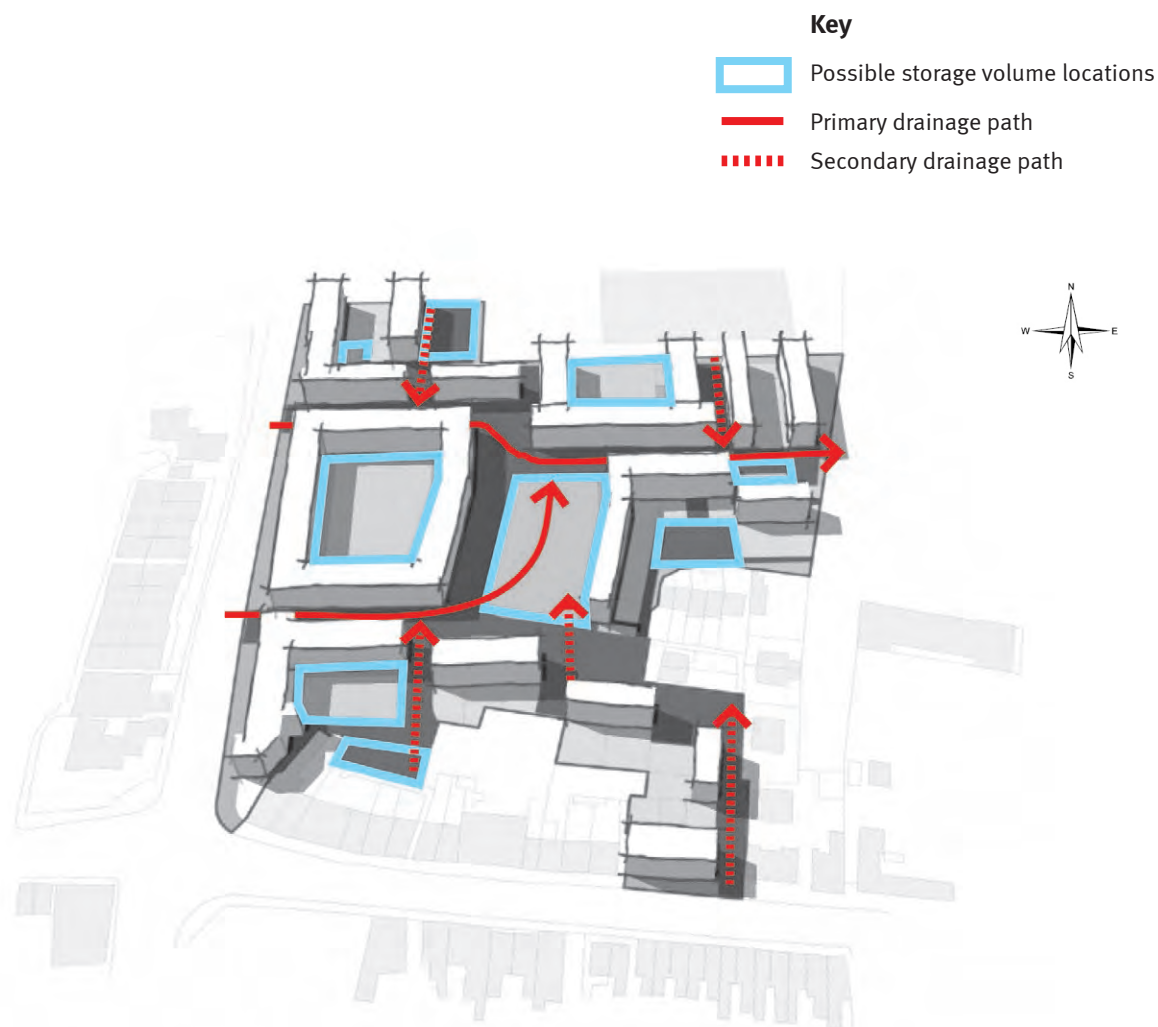 Key
Possible storage volume locations
Primary drainage path
Secondary drainage path
N
W E
S